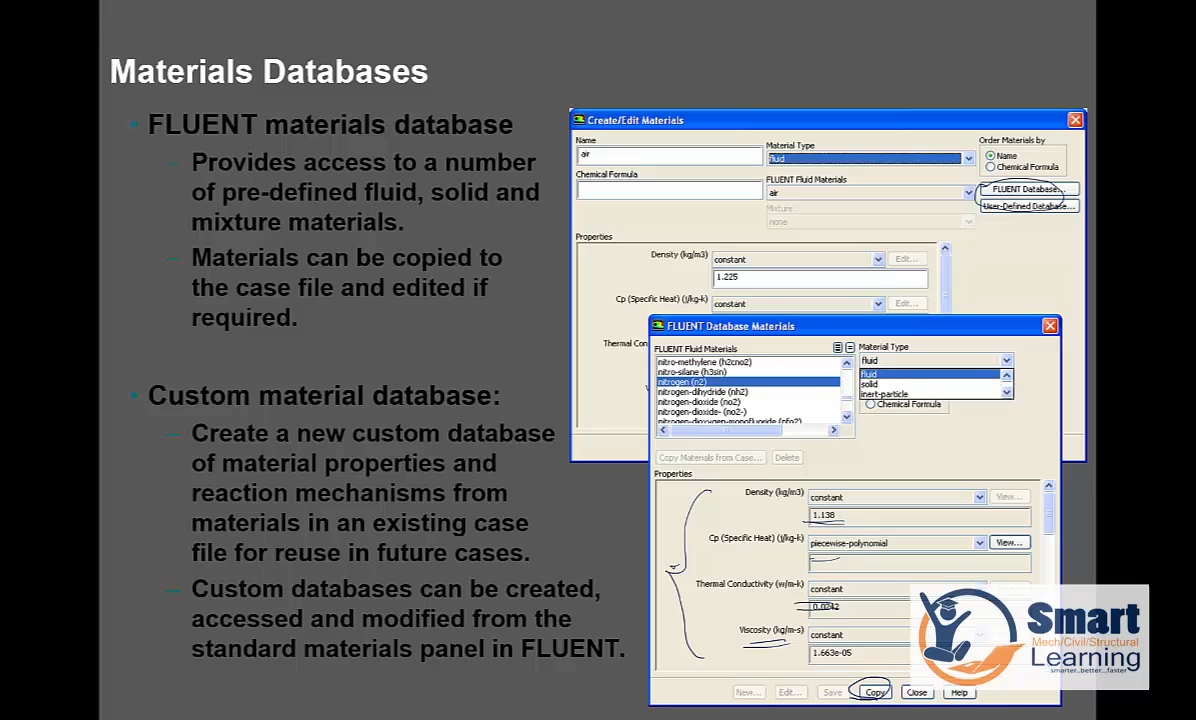 Materials Databases
• FLUENT materials database
– Provides access to a number
of pre-defined fluid, solid and
mixture materials.
– Materials can be copied to
the case file and edited if
required.
• Custom material database:
– Create a new custom database
of material properties and
reaction mechanisms from
materials in an existing case
file for reuse in future cases.
– Custom databases can be created,
accessed and modified from the
standard materials panel in FLUENT.
Create/Edit Materials
Name
air
Material Type
fluid
Order Materials by
Name
Chemical Formula
Chemical Formula
FLUENT Fluid Materials
air
FLUENT Database...
User-Defined Database...
Mixture
none
Properties
Density (kg/m3)
constant
Edit...
1.225
Cp (Specific Heat) (j/kg-k)
constant
Edit...
Thermal Con
FLUENT Database Materials
FLUENT Fluid Materials
nitro-methylene (h2cno2)
nitro-silane (h3sin)
nitrogen (n2)
nitrogen-dihydride (nh2)
nitrogen-dioxide (no2)
nitrogen-dioxide- (no2-)
nitrogen-dioxygen-monofluoride (nfo2)
Material Type
fluid
fluid
solid
inert-particle
Chemical Formula
Copy Materials from Case...
Delete
Properties
Density (kg/m3)
constant
View...
1.138
Cp (Specific Heat) (j/kg-k)
piecewise-polynomial
View...
Thermal Conductivity (w/m-k)
constant
0.0242
Viscosity (kg/m-s)
constant
1.663e-05
New...
Edit...
Save
Copy
Close
Help
Smart
Mech/Civil/Structural
Learning
smarter..better...faster